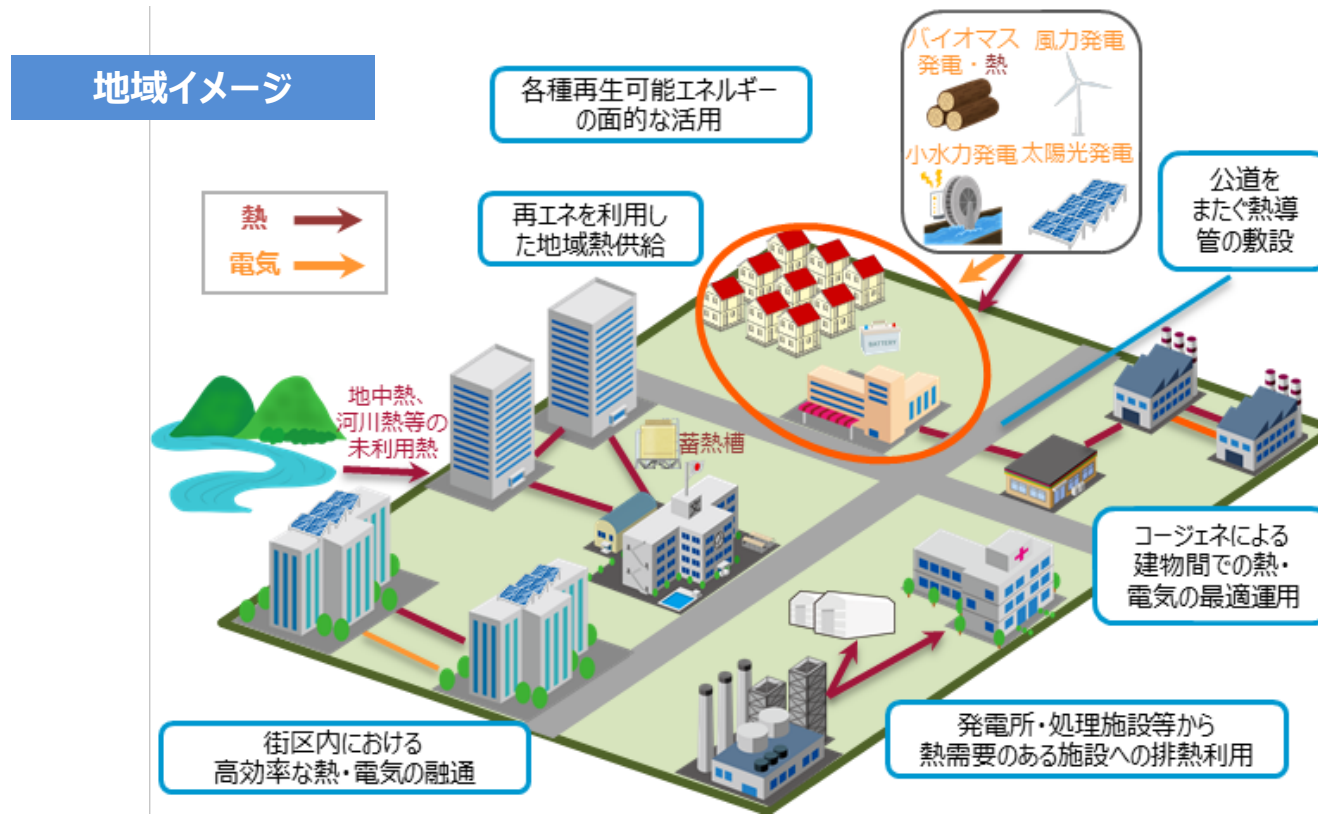 地域イメージ
各種再生可能エネルギー
の面的な活用
バイオマス
発電・熱
風力発電
小水力発電
太陽光発電
公道を
またぐ熱導
管の敷設
熱
電気
再エネを利用し
た地域熱供給
BATTERY
地中熱、
河川熱等の
未利用熱
蓄熱槽
コージェネによる
建物間での熱・
電気の最適運用
街区内における
高効率な熱・電気の融通
発電所・処理施設等から
熱需要のある施設への排熱利用